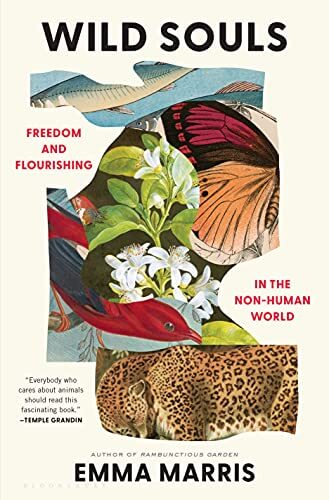 WILD SOULS
FREEDOM
AND
FLOURISHING
IN THE
NON-HUMAN
WORLD
"Everybody who
cares about animals
should read this
fascinating book."
–TEMPLE GRANDIN
AUTHOR OF RAMBUNCTIOUS GARDEN
EMMA MARRIS
BLOOMSBURY